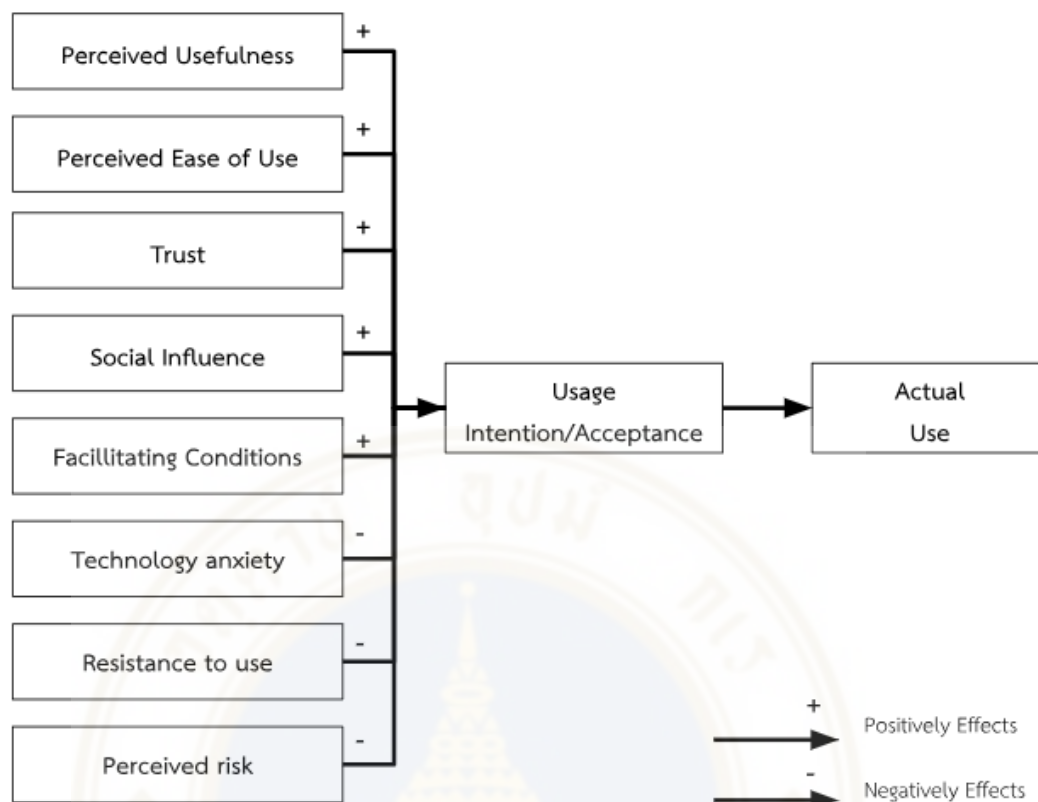 +
Perceived Usefulness
+
Perceived Ease of Use
+
Trust
+
Social Influence
+
Facillitating Conditions
-
Technology anxiety
-
Resistance to use
-
Perceived risk
Usage
Intention/Acceptance
Actual
Use
+
Positively Effects
-
Negatively Effects